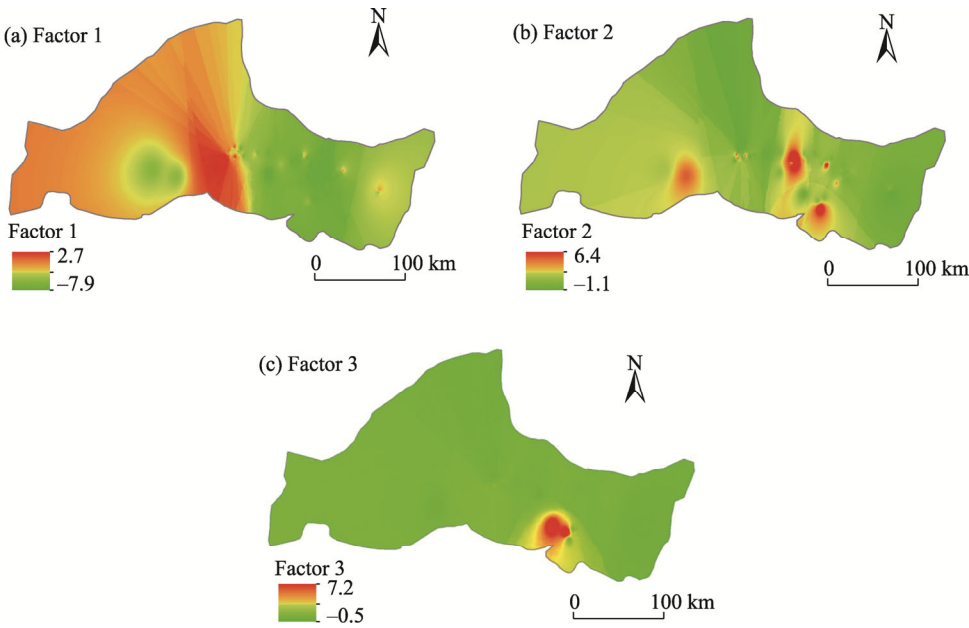 (a) Factor 1
N
Factor 1
2.7
–7.9
0 100 km
(b) Factor 2
N
Factor 2
6.4
–1.1
0 100 km
(c) Factor 3
N
Factor 3
7.2
–0.5
0 100 km